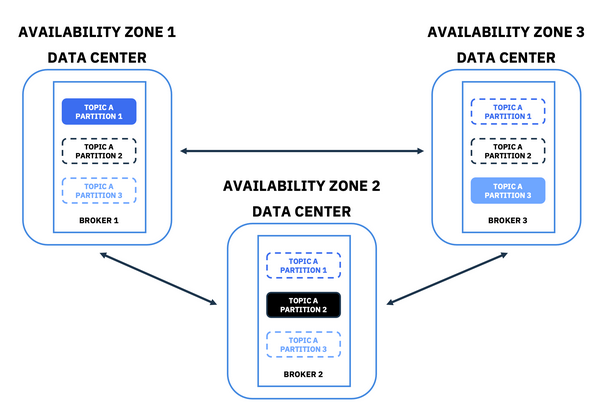 AVAILABILITY ZONE 1
DATA CENTER
TOPIC A
PARTITION 1
TOPIC A
PARTITION 2
TOPIC A
PARTITION 3
BROKER 1
AVAILABILITY ZONE 3
DATA CENTER
TOPIC A
PARTITION 1
TOPIC A
PARTITION 2
TOPIC A
PARTITION 3
BROKER 3
AVAILABILITY ZONE 2
DATA CENTER
TOPIC A
PARTITION 1
TOPIC A
PARTITION 2
TOPIC A
PARTITION 3
BROKER 2